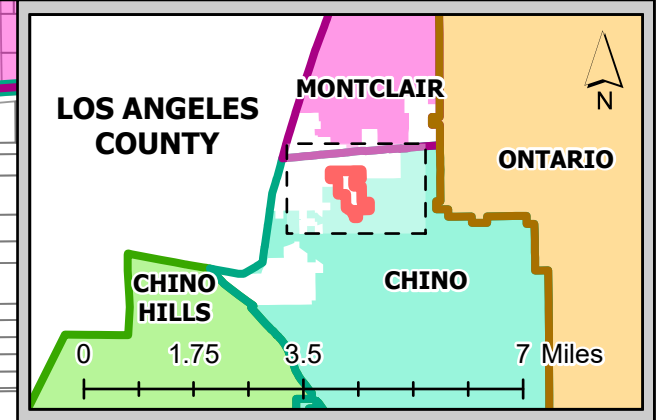 MONTCLAIR
LOS ANGELES
COUNTY
N
ONTARIO
CHINO
HILLS
CHINO
0 1.75 3.5 7 Miles